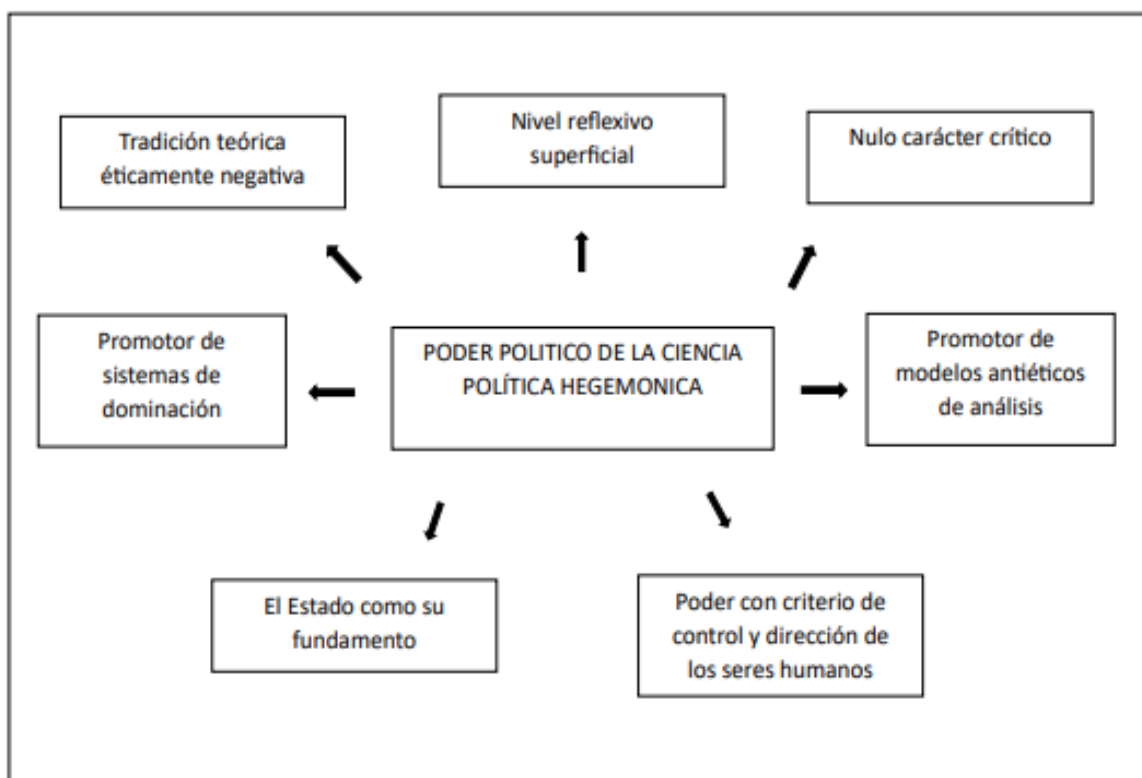 Tradición teórica
éticamente negativa
Nivel reflexivo
superficial
Nulo carácter crítico
Promotor de
sistemas de
dominación
PODER POLITICO DE LA CIENCIA
POLÍTICA HEGEMONICA
Promotor de
modelos antiéticos
de análisis
El Estado como su
fundamento
Poder con criterio de
control y dirección de
los seres humanos